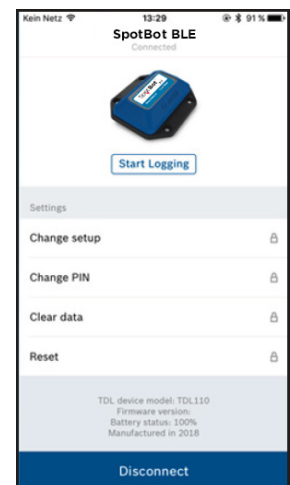 Kein Netz 13:29 91 %
SpotBot BLE
Connected
SpotBot
Start Logging
Settings
Change setup
Change PIN
Clear data
Reset
TDL device model: TDL110
Firmware version:
Battery status: 100%
Manufactured in 2018
Disconnect